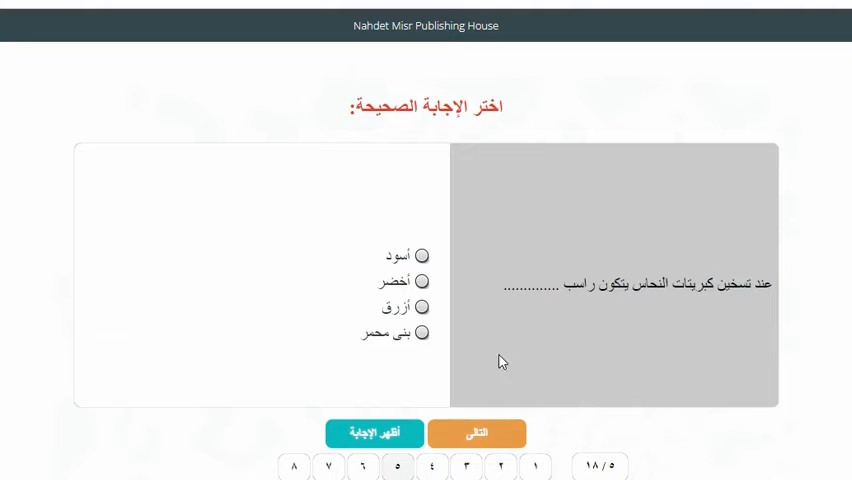 Nahdet Misr Publishing House
اختر الإجابة الصحيحة:
عند تسخين كبريتات النحاس يتكون راسب ..............
أسود
أخضر
أزرق
بنى محمر
التالى
أظهر الإجابة
١٨ / ٥
١ ٢ ٣ ٤ ٥ ٦ ٧ ٨